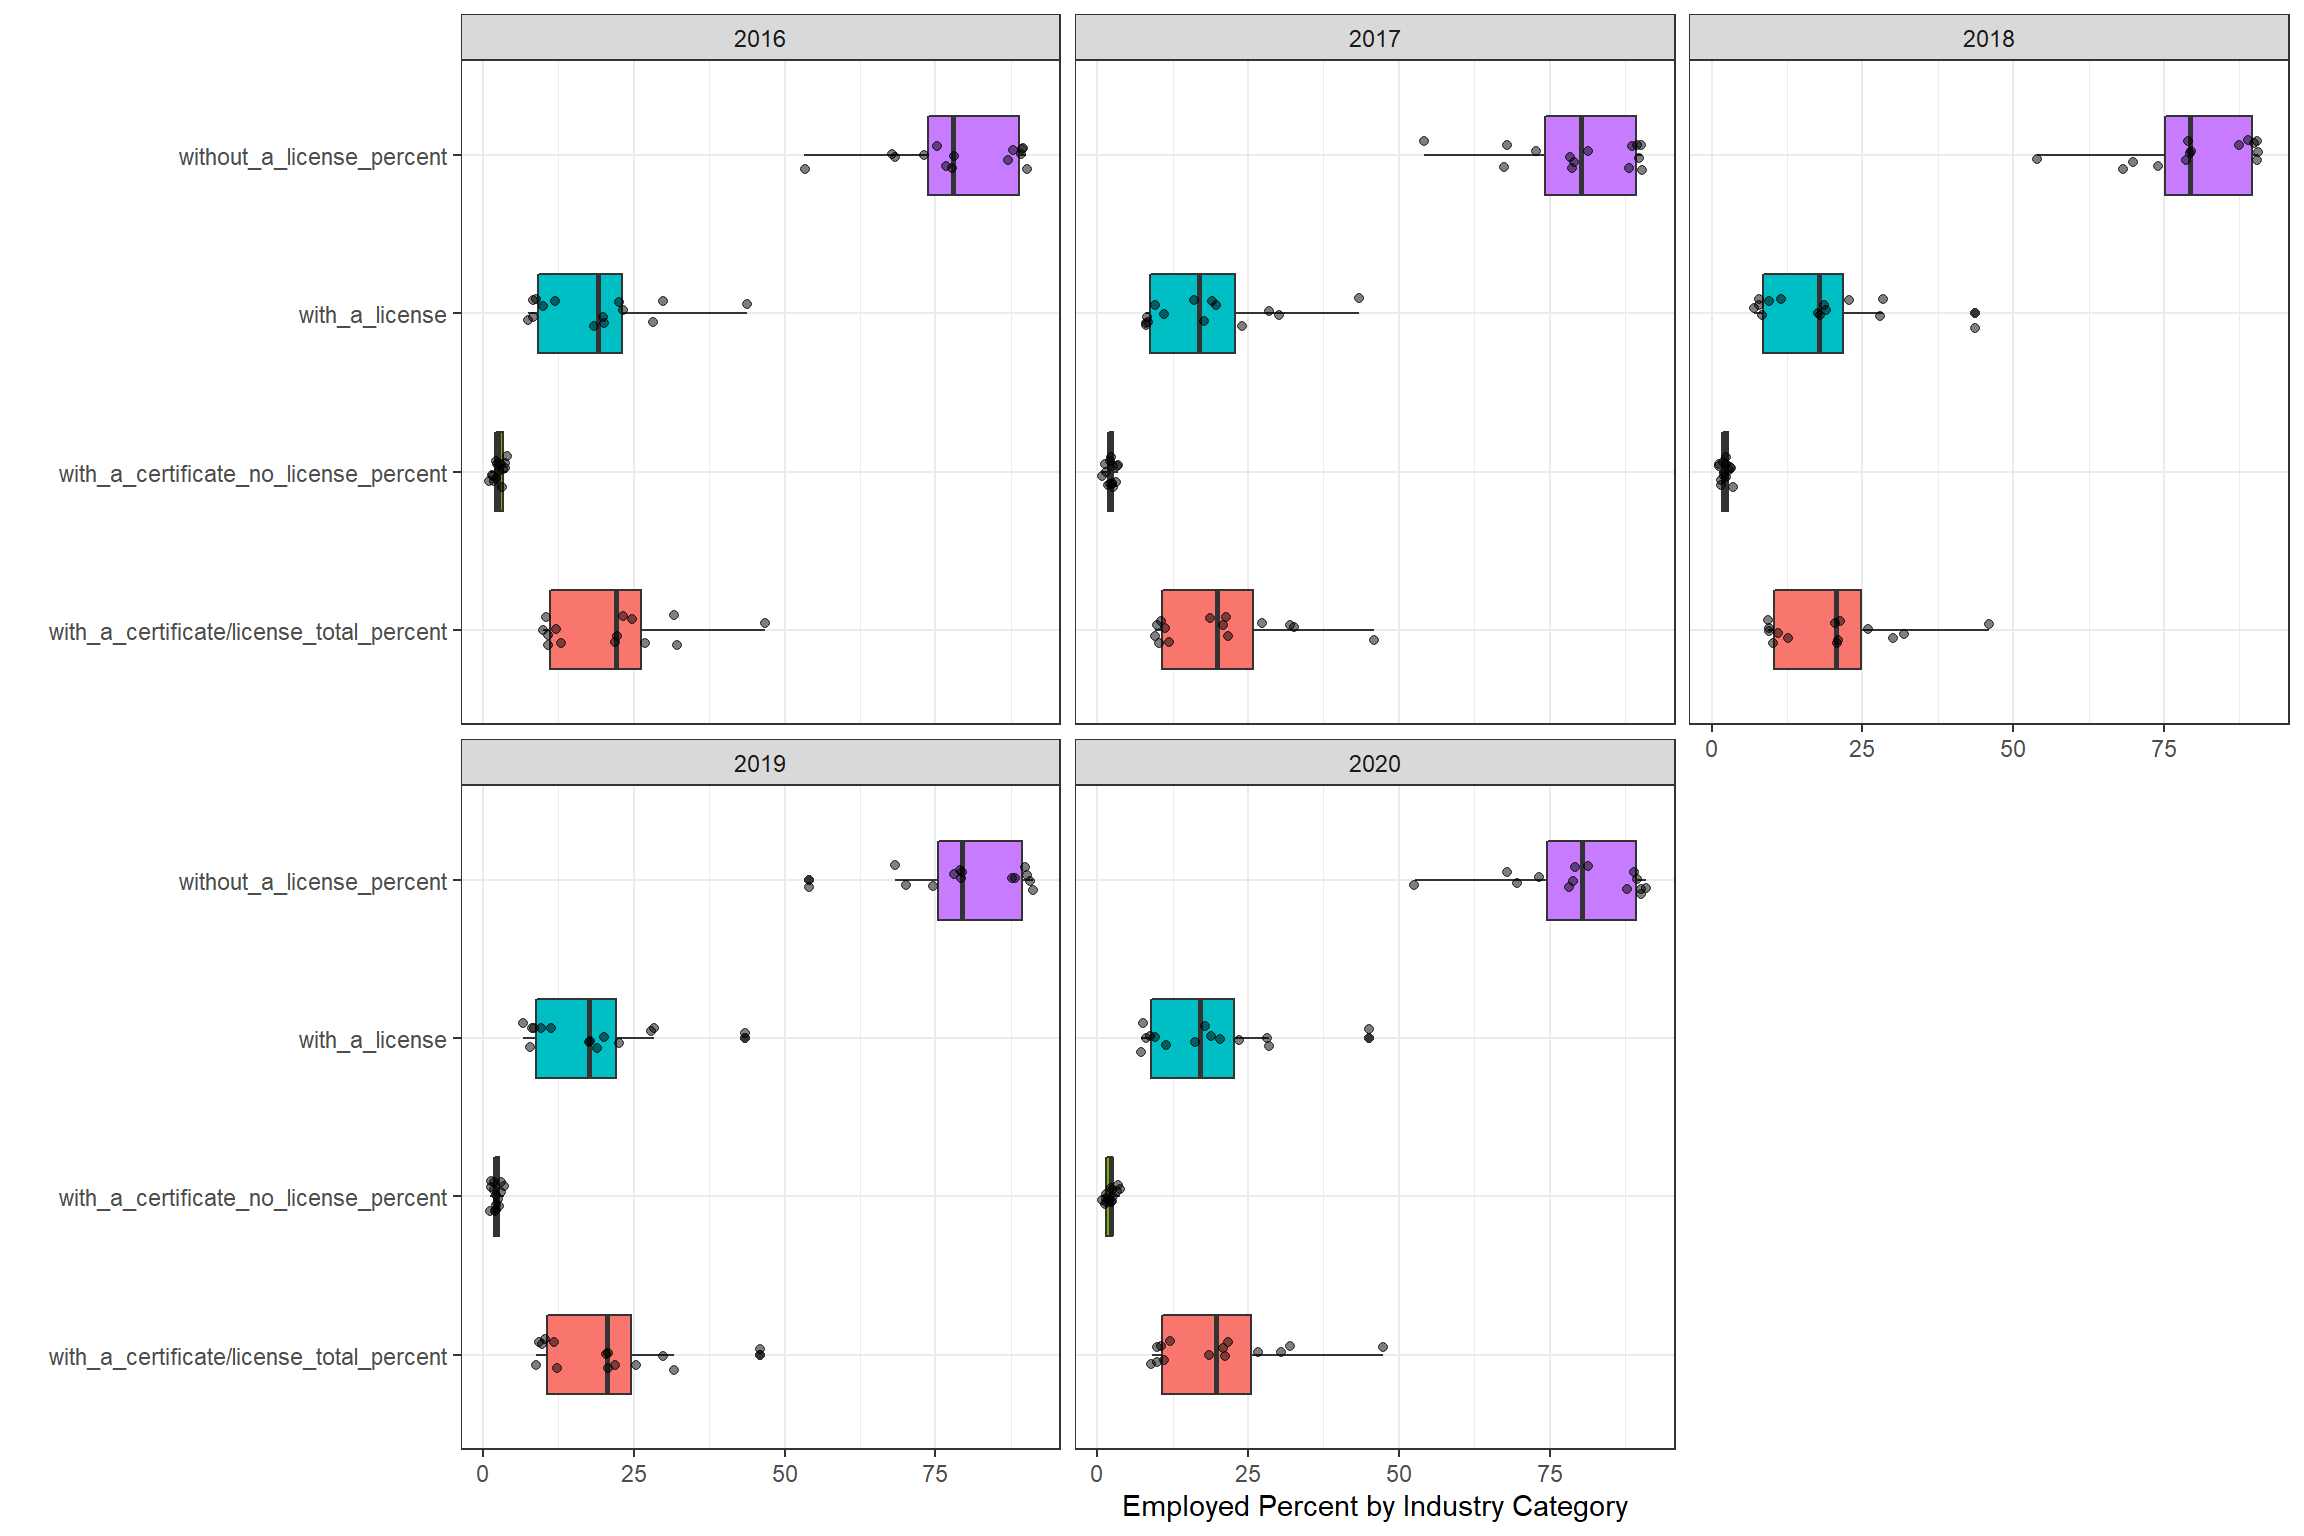 2016
2017
2018
without_a_license_percent
with_a_license
with_a_certificate_no_license_percent
with_a_certificate/license_total_percent
0 25 50 75
2019
2020
without_a_license_percent
with_a_license
with_a_certificate_no_license_percent
with_a_certificate/license_total_percent
0 25 50 75
0 25 50 75
Employed Percent by Industry Category